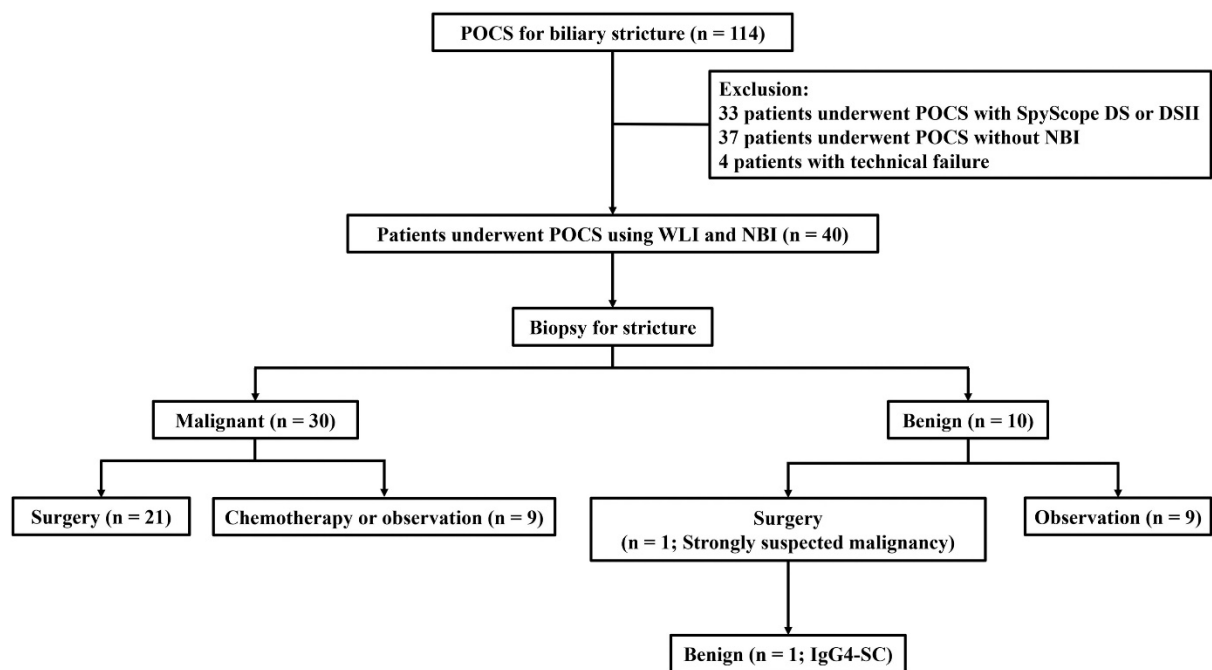 POCS for biliary stricture (n = 114)
Exclusion:
33 patients underwent POCS with SpyScope DS or DSII
37 patients underwent POCS without NBI
4 patients with technical failure
Patients underwent POCS using WLI and NBI (n = 40)
Biopsy for stricture
Malignant (n = 30)
Benign (n = 10)
Surgery (n = 21)
Chemotherapy or observation (n = 9)
Surgery
(n = 1; Strongly suspected malignancy)
Observation (n = 9)
Benign (n = 1; IgG4-SC)